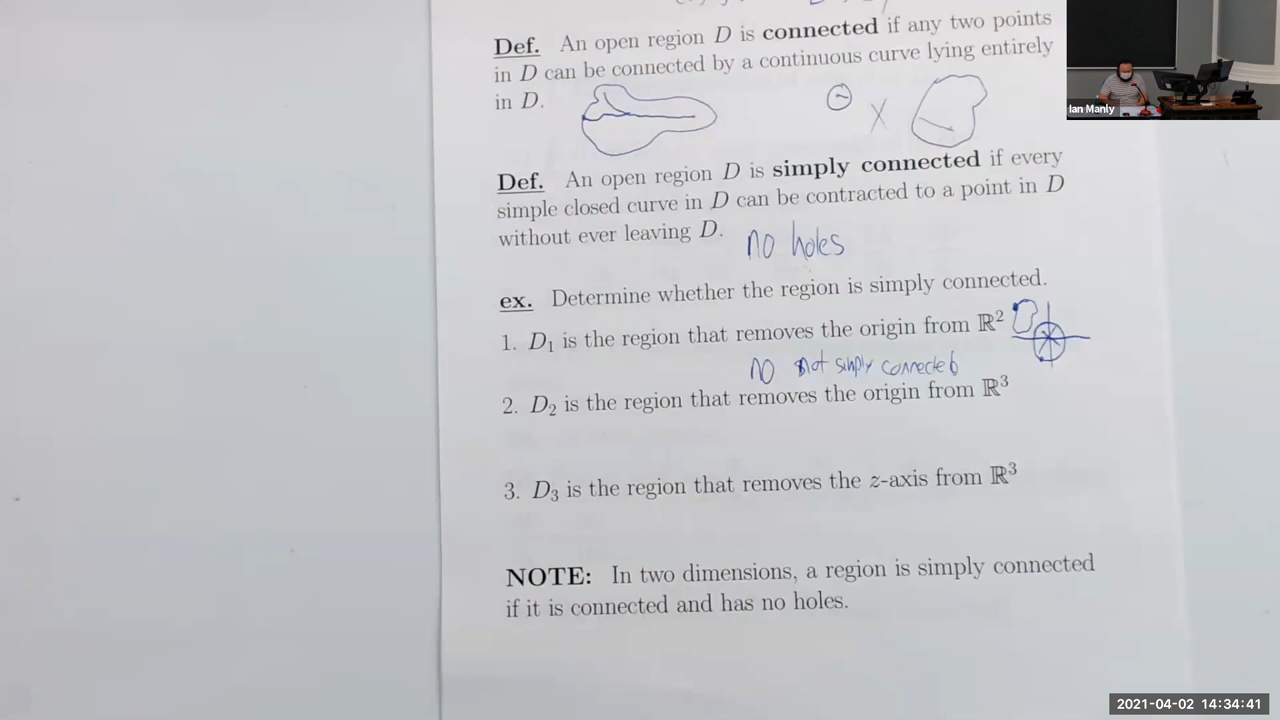 Def. An open region D is connected if any two points
in D can be connected by a continuous curve lying entirely
in D.
Ian Manly
Def. An open region D is simply connected if every
simple closed curve in D can be contracted to a point in D
without ever leaving D.
no holes
ex. Determine whether the region is simply connected.
1. D₁ is the region that removes the origin from ℝ²
NO not simply connected
2. D₂ is the region that removes the origin from ℝ³
3. D₃ is the region that removes the z-axis from ℝ³
NOTE: In two dimensions, a region is simply connected
if it is connected and has no holes.
2021-04-02 14:34:41